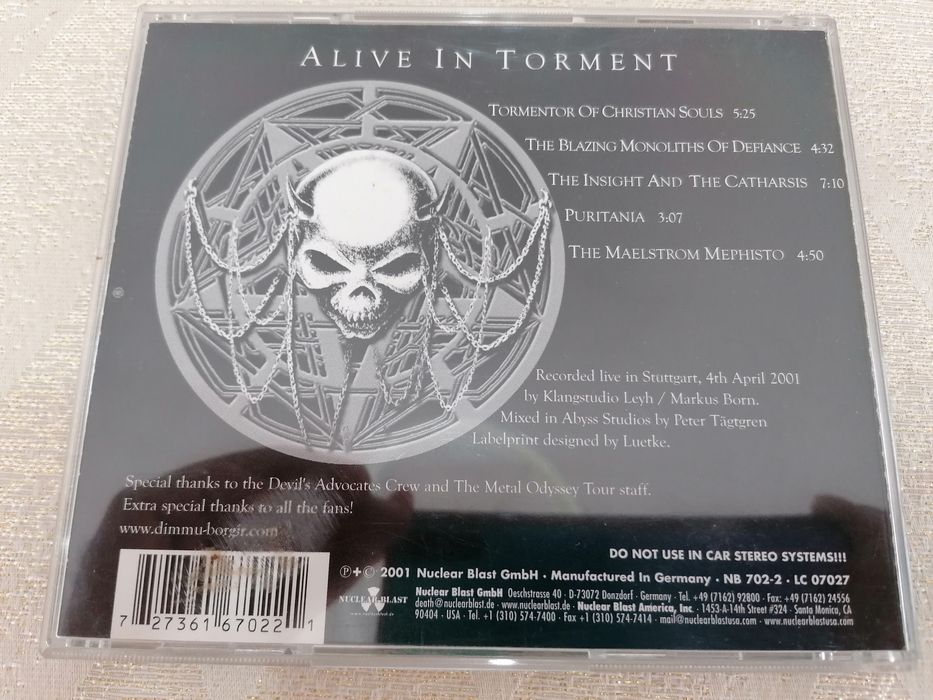 ALIVE IN TORMENT
TORMENTOR OF CHRISTIAN SOULS 5:25
THE BLAZING MONOLITHS OF DEFIANCE 4:32
THE INSIGHT AND THE CATHARSIS 7:10
PURITANIA 3:07
THE MAELSTROM MEPHISTO 4:50
Recorded live in Stuttgart, 4th April 2001
by Klangstudio Leyh / Markus Born.
Mixed in Abyss Studios by Peter Tägtgren
Labelprint designed by Luetke.
Special thanks to the Devil's Advocates Crew and The Metal Odyssey Tour staff.
Extra special thanks to all the fans!
www.dimmu-borgir.com
DO NOT USE IN CAR STEREO SYSTEMS!!!
Ⓟ+© 2001 Nuclear Blast GmbH · Manufactured In Germany · NB 702-2 · LC 07027
Nuclear Blast GmbH Oeschstrasse 40 · D-73072 Donzdorf · Germany · Tel. +49 (7162) 92800 · Fax: +49 (7162) 24556
death@nuclearblast.de · www.nuclearblast.de · Nuclear Blast America, Inc. · 1453-A-14th Street #324 · Santa Monica, CA
90404 · USA · Tel. +1 (310) 574-7400 · Fax +1 (310) 574-7414 · mail@nuclearblastusa.com · www.nuclearblastusa.com
NUCLEAR BLAST
www.nuclearblast.de
7 27361 67022 1